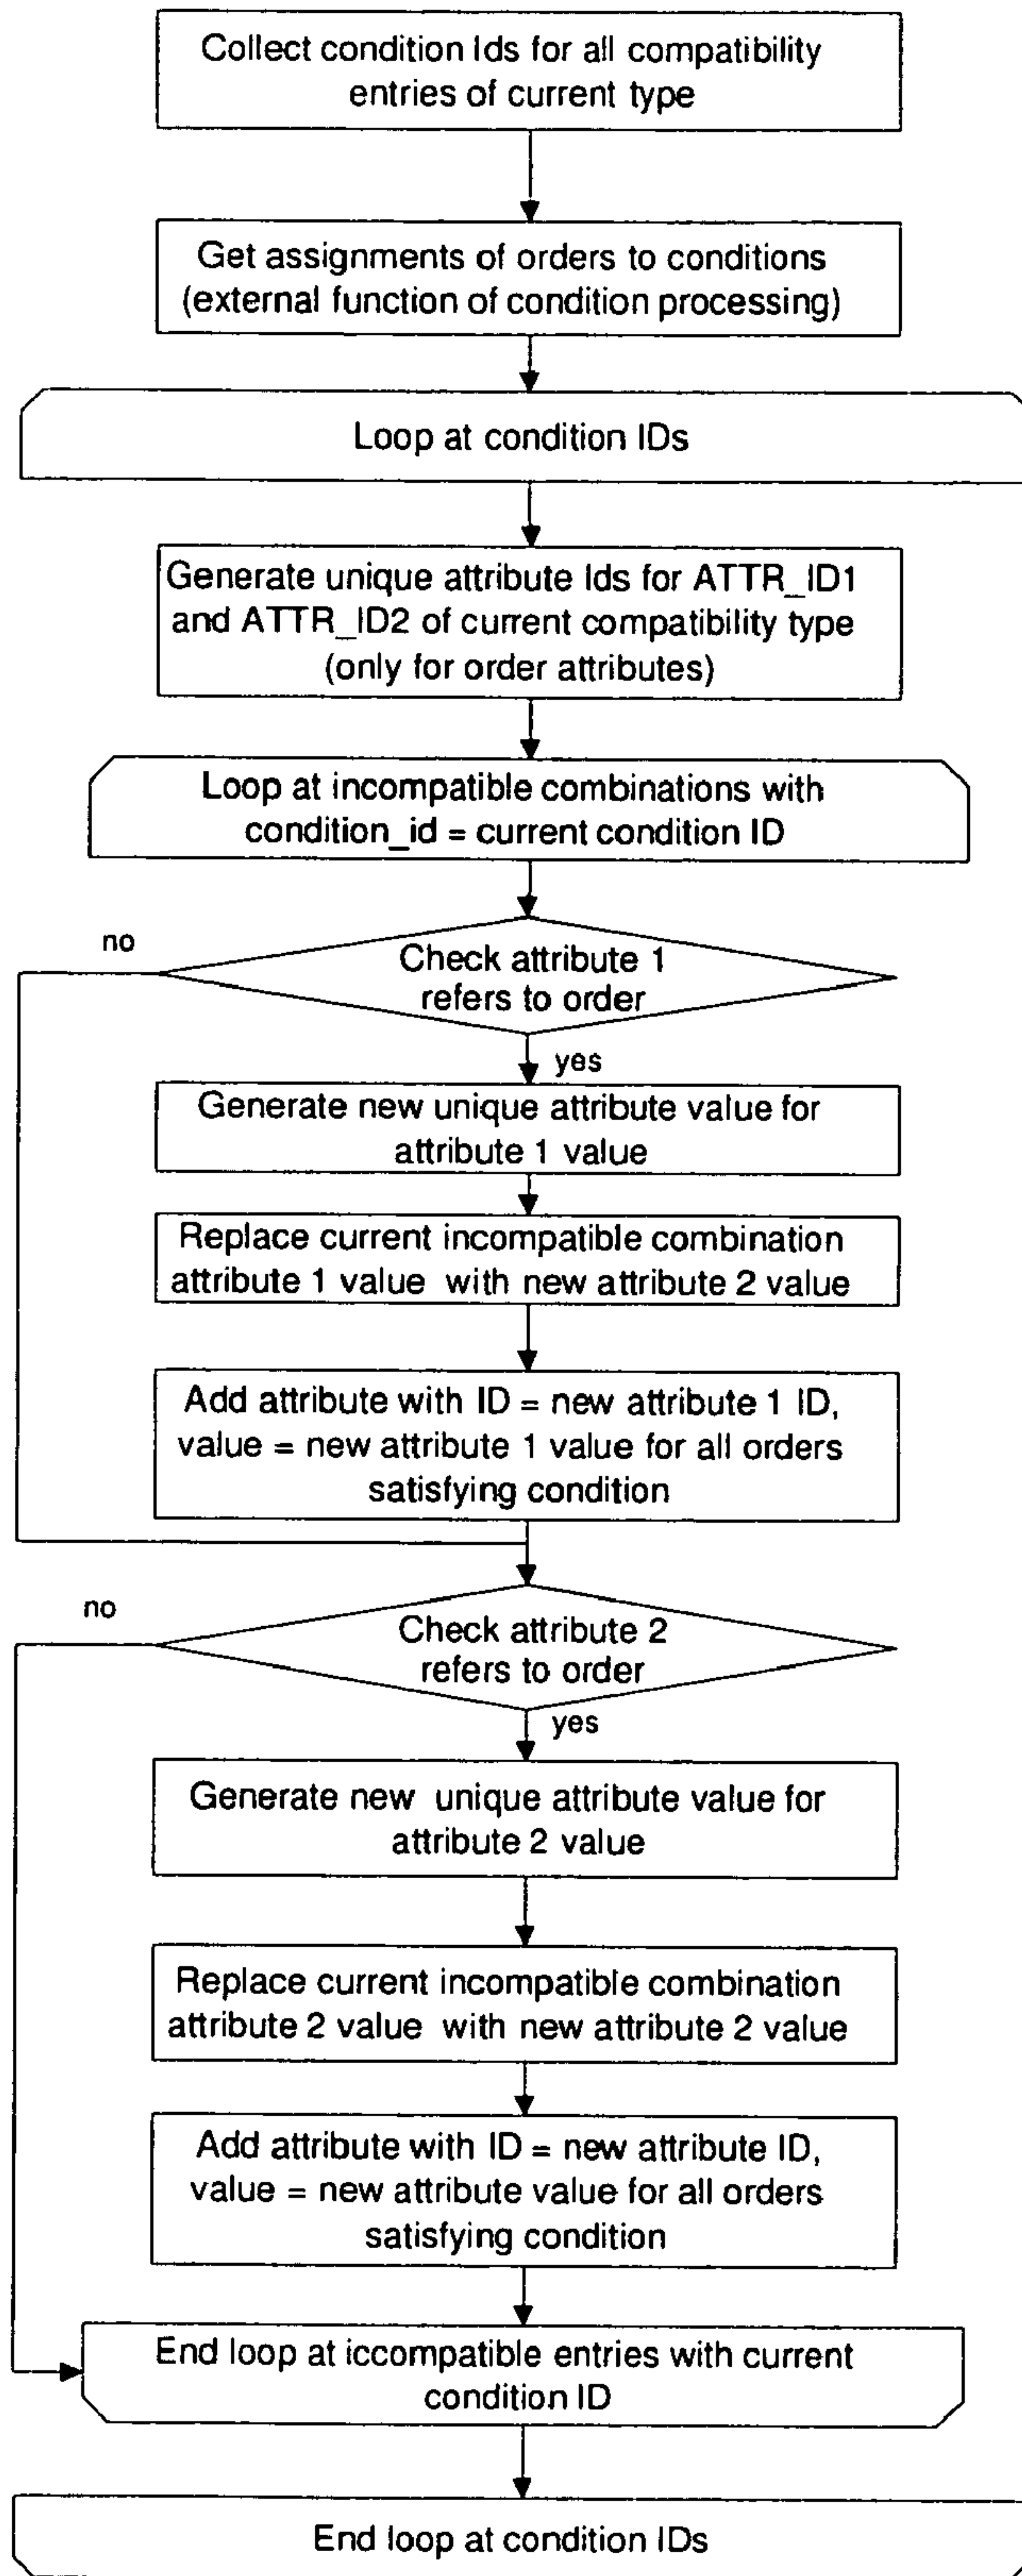 Collect condition Ids for all compatibility
entries of current type
Get assignments of orders to conditions
(external function of condition processing)
Loop at condition IDs
Generate unique attribute Ids for ATTR_ID1
and ATTR_ID2 of current compatibility type
(only for order attributes)
Loop at incompatible combinations with
condition_id = current condition ID
no
Check attribute 1
refers to order
yes
Generate new unique attribute value for
attribute 1 value
Replace current incompatible combination
attribute 1 value with new attribute 2 value
Add attribute with ID = new attribute 1 ID,
value = new attribute 1 value for all orders
satisfying condition
no
Check attribute 2
refers to order
yes
Generate new unique attribute value for
attribute 2 value
Replace current incompatible combination
attribute 2 value with new attribute 2 value
Add attribute with ID = new attribute ID,
value = new attribute value for all orders
satisfying condition
End loop at iccompatible entries with current
condition ID
End loop at condition IDs